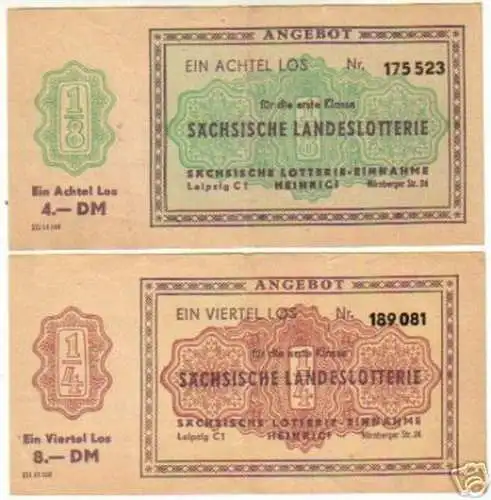 ANGEBOT
EIN ACHTEL LOS Nr. 175 523
für die erste Klasse
1/8
SÄCHSISCHE LANDESLOTTERIE
SÄCHSISCHE LOTTERIE-EINNAHME
Leipzig C1 HEINRICI Nürnberger Str. 24
Ein Achtel Los
4.— DM
ANGEBOT
EIN VIERTEL LOS Nr. 189 081
für die erste Klasse
1/4
SÄCHSISCHE LANDESLOTTERIE
SÄCHSISCHE LOTTERIE-EINNAHME
Leipzig C1 HEINRICI Nürnberger Str. 24
Ein Viertel Los
8.— DM